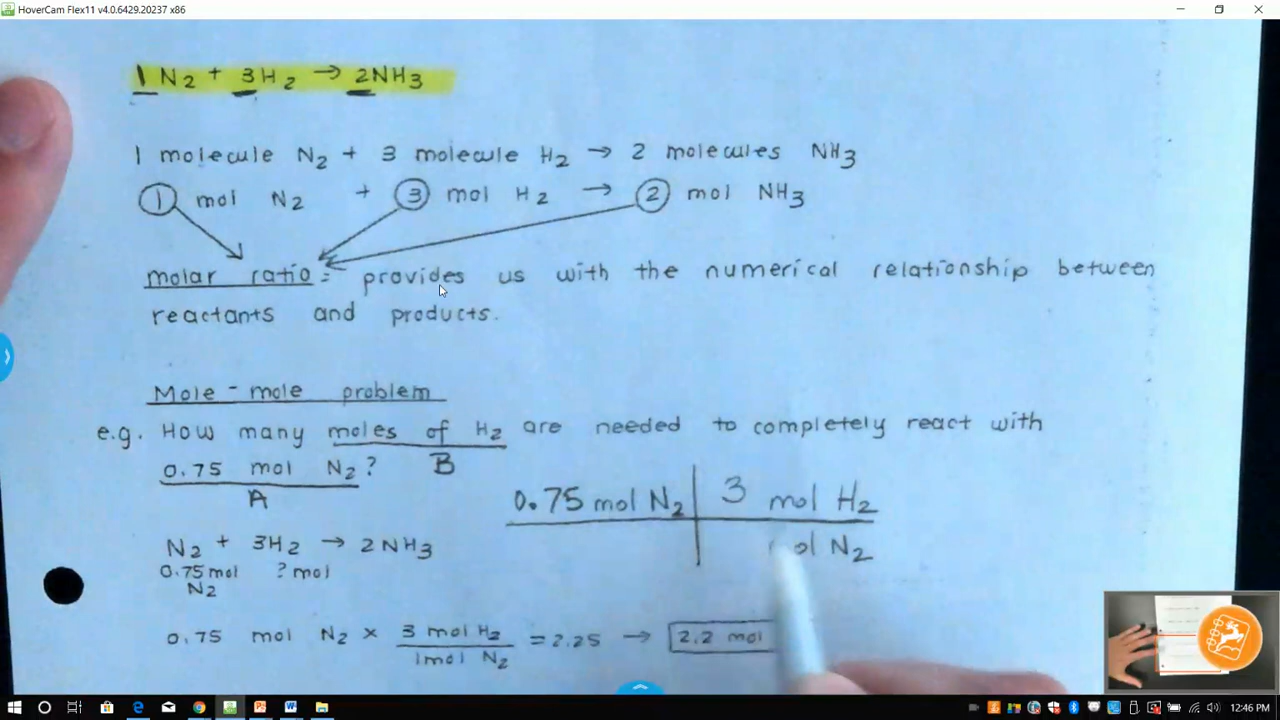 HoverCam Flex11 v4.0.6429.20237 x86
1 N2 + 3H2 → 2NH3
1 molecule N2 + 3 molecule H2 → 2 molecules NH3
1 mol N2 + 3 mol H2 → 2 mol NH3
molar ratio = provides us with the numerical relationship between
reactants and products.
Mole - mole problem
e.g. How many moles of H2 are needed to completely react with
0.75 mol N2?
B
A
0.75 mol N2 | 3 mol H2
mol N2
N2 + 3H2 → 2NH3
0.75 mol ? mol
N2
0.75 mol N2 × 3 mol H2 / 1mol N2 = 2.25 → 2.2 mol
12:46 PM